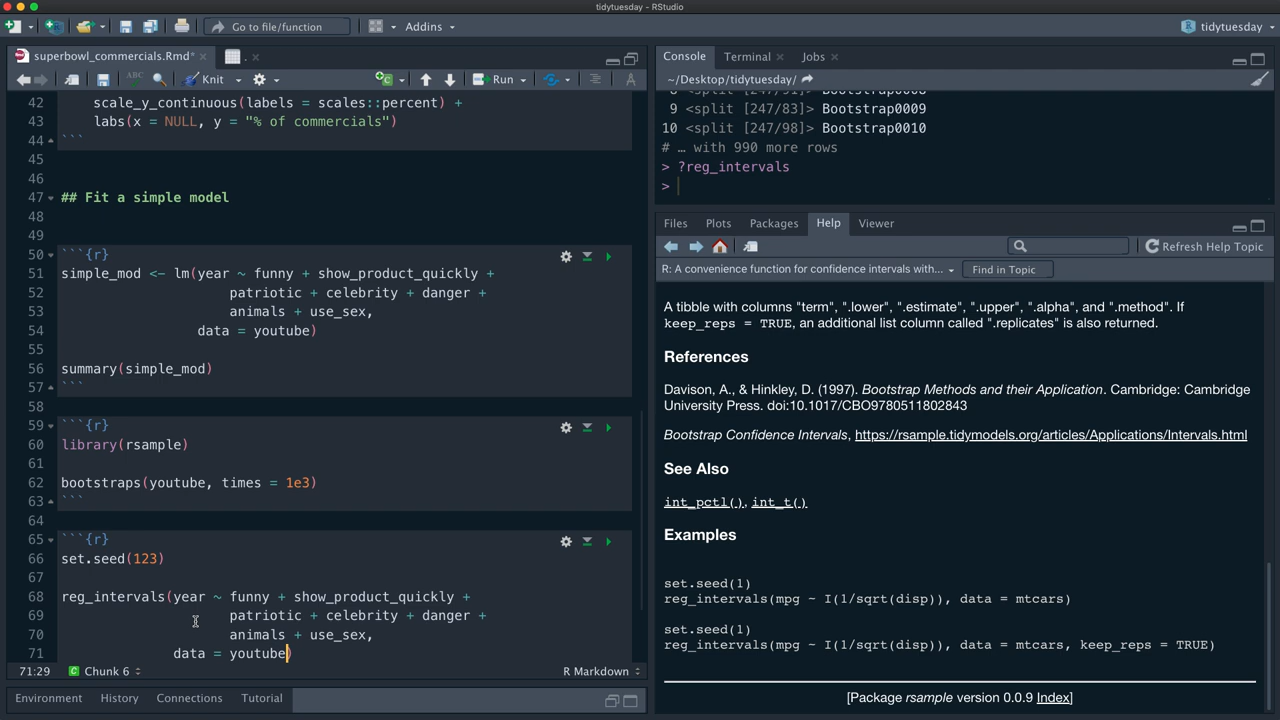 tidytuesday - RStudio
Go to file/function
Addins
tidytuesday
superbowl_commercials.Rmd*
.
Knit
Run
42 scale_y_continuous(labels = scales::percent) +
43 labs(x = NULL, y = "% of commercials")
44 ```
45
46
47 ## Fit a simple model
48
49
50 ```{r}
51 simple_mod <- lm(year ~ funny + show_product_quickly +
52 patriotic + celebrity + danger +
53 animals + use_sex,
54 data = youtube)
55
56 summary(simple_mod)
57 ```
58
59 ```{r}
60 library(rsample)
61
62 bootstraps(youtube, times = 1e3)
63 ```
64
65 ```{r}
66 set.seed(123)
67
68 reg_intervals(year ~ funny + show_product_quickly +
69 patriotic + celebrity + danger +
70 animals + use_sex,
71 data = youtube)
71:29 Chunk 6 R Markdown
Environment History Connections Tutorial
Console Terminal Jobs
~/Desktop/tidytuesday/
9 <split [247/83]> Bootstrap0009
10 <split [247/98]> Bootstrap0010
# … with 990 more rows
> ?reg_intervals
>
Files Plots Packages Help Viewer
Refresh Help Topic
R: A convenience function for confidence intervals with... Find in Topic
A tibble with columns "term", ".lower", ".estimate", ".upper", ".alpha", and ".method". If
keep_reps = TRUE, an additional list column called ".replicates" is also returned.
References
Davison, A., & Hinkley, D. (1997). Bootstrap Methods and their Application. Cambridge: Cambridge
University Press. doi:10.1017/CBO9780511802843
Bootstrap Confidence Intervals, https://rsample.tidymodels.org/articles/Applications/Intervals.html
See Also
int_pctl(), int_t()
Examples
set.seed(1)
reg_intervals(mpg ~ I(1/sqrt(disp)), data = mtcars)
set.seed(1)
reg_intervals(mpg ~ I(1/sqrt(disp)), data = mtcars, keep_reps = TRUE)
[Package rsample version 0.0.9 Index]